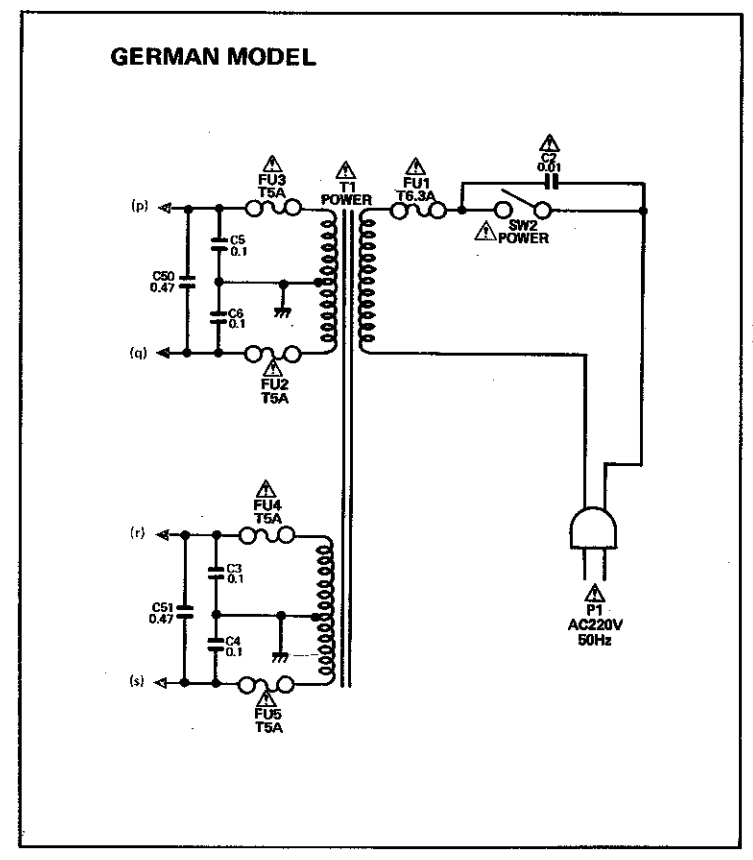 GERMAN MODEL
FU3
T5A
T1
POWER
FU1
T6.3A
C2
0.01
SW2
POWER
(p)
C5
0.1
C50
0.47
C6
0.1
(q)
FU2
T5A
FU4
T5A
(r)
C3
0.1
C51
0.47
C4
0.1
(s)
FU5
T5A
P1
AC220V
50Hz